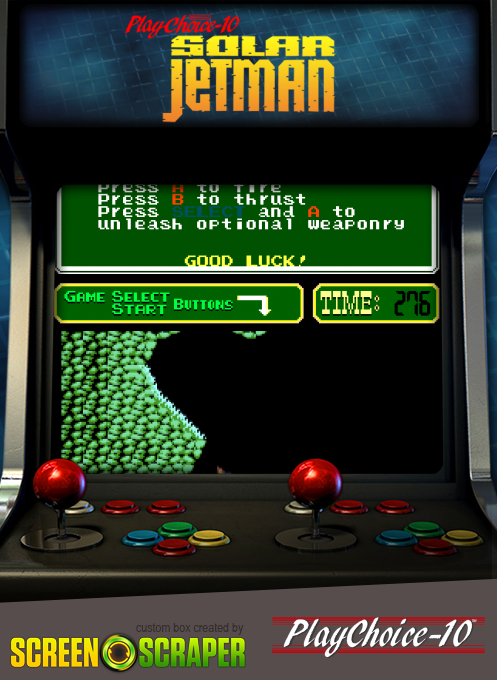 PlayChoice-10
SOLAR
JETMAN
Press A to fire
Press B to thrust
Press SELECT and A to
unleash optional weaponry
GOOD LUCK!
GAME SELECT
START BUTTONS
TIME: 276
custom box created by
SCREEN SCRAPER
PlayChoice-10™